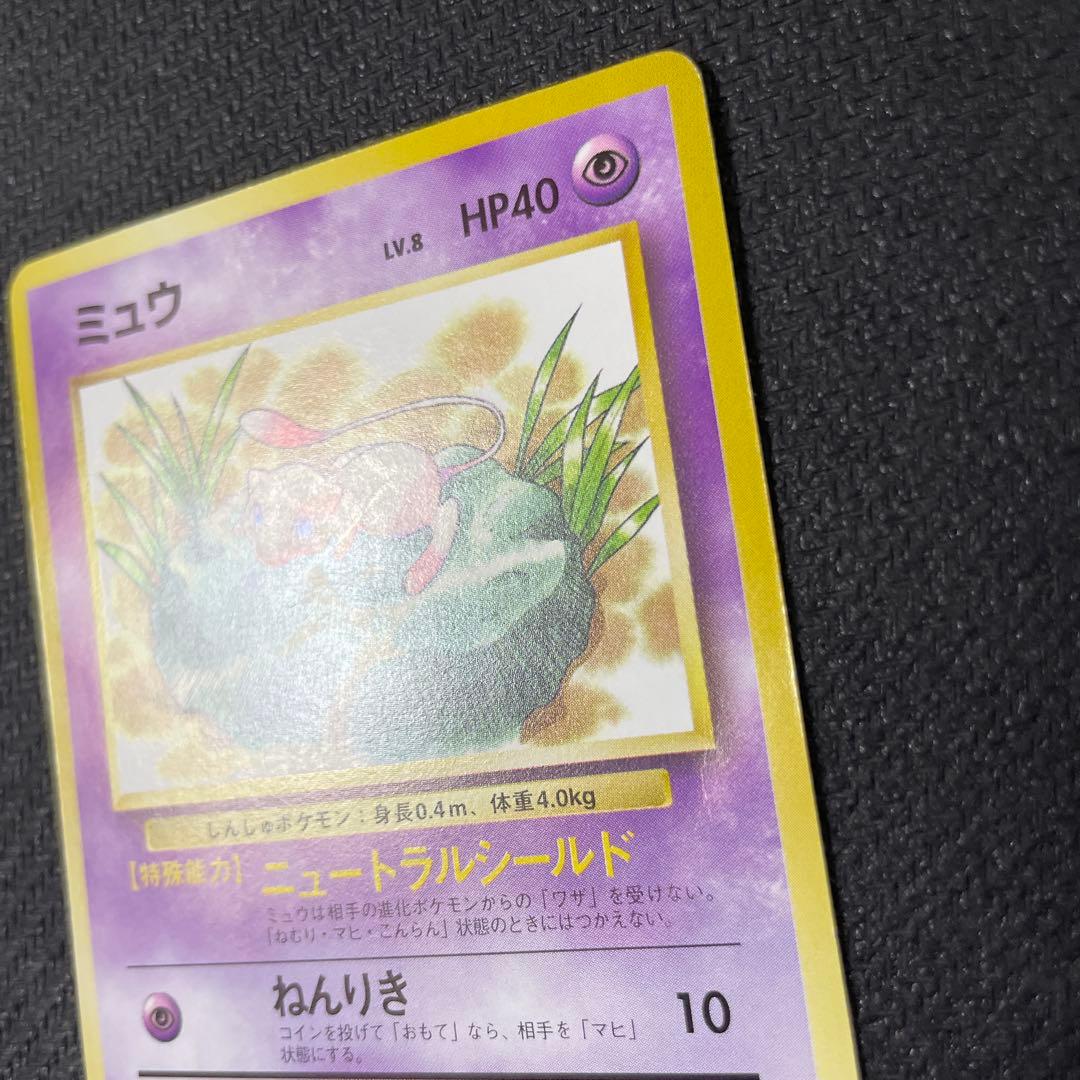 ミュウ LV.8 HP40
しんしゅポケモン：身長0.4m、体重4.0kg
【特殊能力】ニュートラルシールド
ミュウは相手の進化ポケモンからの「ワザ」を受けない。
「ねむり・マヒ・こんらん」状態のときにはつかえない。
ねんりき 10
コインを投げて「おもて」なら、相手を「マヒ」
状態にする。